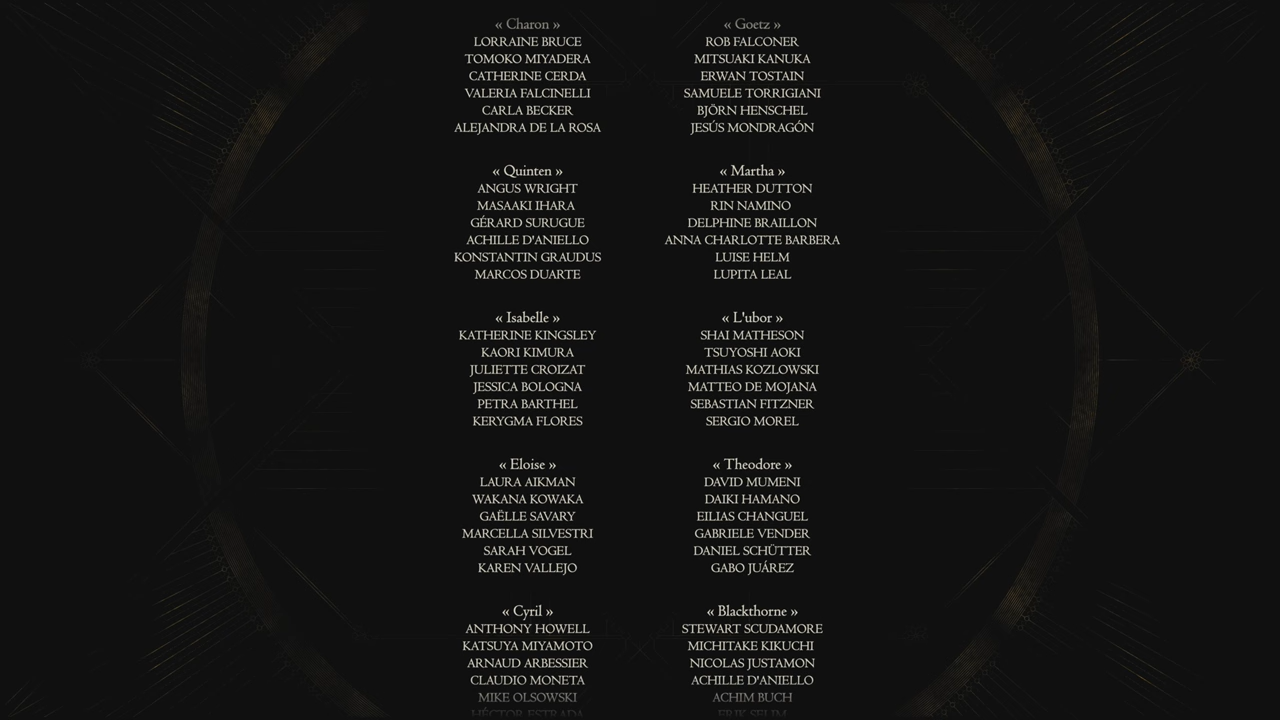 « Charon »
LORRAINE BRUCE
TOMOKO MIYADERA
CATHERINE CERDA
VALERIA FALCINELLI
CARLA BECKER
ALEJANDRA DE LA ROSA
« Goetz »
ROB FALCONER
MITSUAKI KANUKA
ERWAN TOSTAIN
SAMUELE TORRIGIANI
BJÖRN HENSCHEL
JESÚS MONDRAGÓN
« Quinten »
ANGUS WRIGHT
MASAAKI IHARA
GÉRARD SURUGUE
ACHILLE D'ANIELLO
KONSTANTIN GRAUDUS
MARCOS DUARTE
« Martha »
HEATHER DUTTON
RIN NAMINO
DELPHINE BRAILLON
ANNA CHARLOTTE BARBERA
LUISE HELM
LUPITA LEAL
« Isabelle »
KATHERINE KINGSLEY
KAORI KIMURA
JULIETTE CROIZAT
JESSICA BOLOGNA
PETRA BARTHEL
KERYGMA FLORES
« L'ubor »
SHAI MATHESON
TSUYOSHI AOKI
MATHIAS KOZLOWSKI
MATTEO DE MOJANA
SEBASTIAN FITZNER
SERGIO MOREL
« Eloise »
LAURA AIKMAN
WAKANA KOWAKA
GAËLLE SAVARY
MARCELLA SILVESTRI
SARAH VOGEL
KAREN VALLEJO
« Theodore »
DAVID MUMENI
DAIKI HAMANO
EILIAS CHANGUEL
GABRIELE VENDER
DANIEL SCHÜTTER
GABO JUÁREZ
« Cyril »
ANTHONY HOWELL
KATSUYA MIYAMOTO
ARNAUD ARBESSIER
CLAUDIO MONETA
MIKE OLSOWSKI
HÉCTOR ESTRADA
« Blackthorne »
STEWART SCUDAMORE
MICHITAKE KIKUCHI
NICOLAS JUSTAMON
ACHILLE D'ANIELLO
ACHIM BUCH
ERIK SELIM